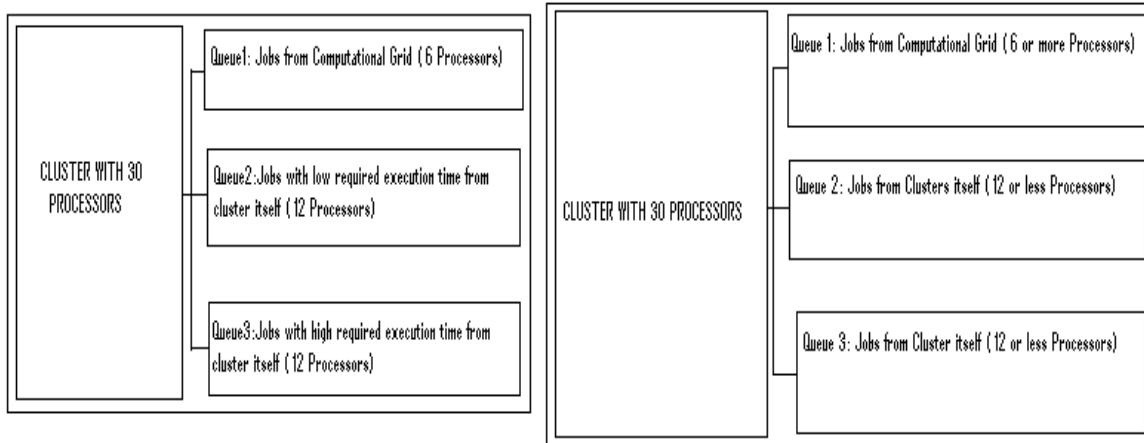 CLUSTER WITH 30
PROCESSORS
Queue1: Jobs from Computational Grid ( 6 Processors)
Queue2:Jobs with low required execution time from
cluster itself ( 12 Processors)
Queue3:Jobs with high required execution time from
cluster itself ( 12 Processors)
CLUSTER WITH 30 PROCESSORS
Queue 1: Jobs from Computational Grid ( 6 or more Processors)
Queue 2: Jobs from Clusters itself ( 12 or less Processors)
Queue 3: Jobs from Cluster itself ( 12 or less Processors)